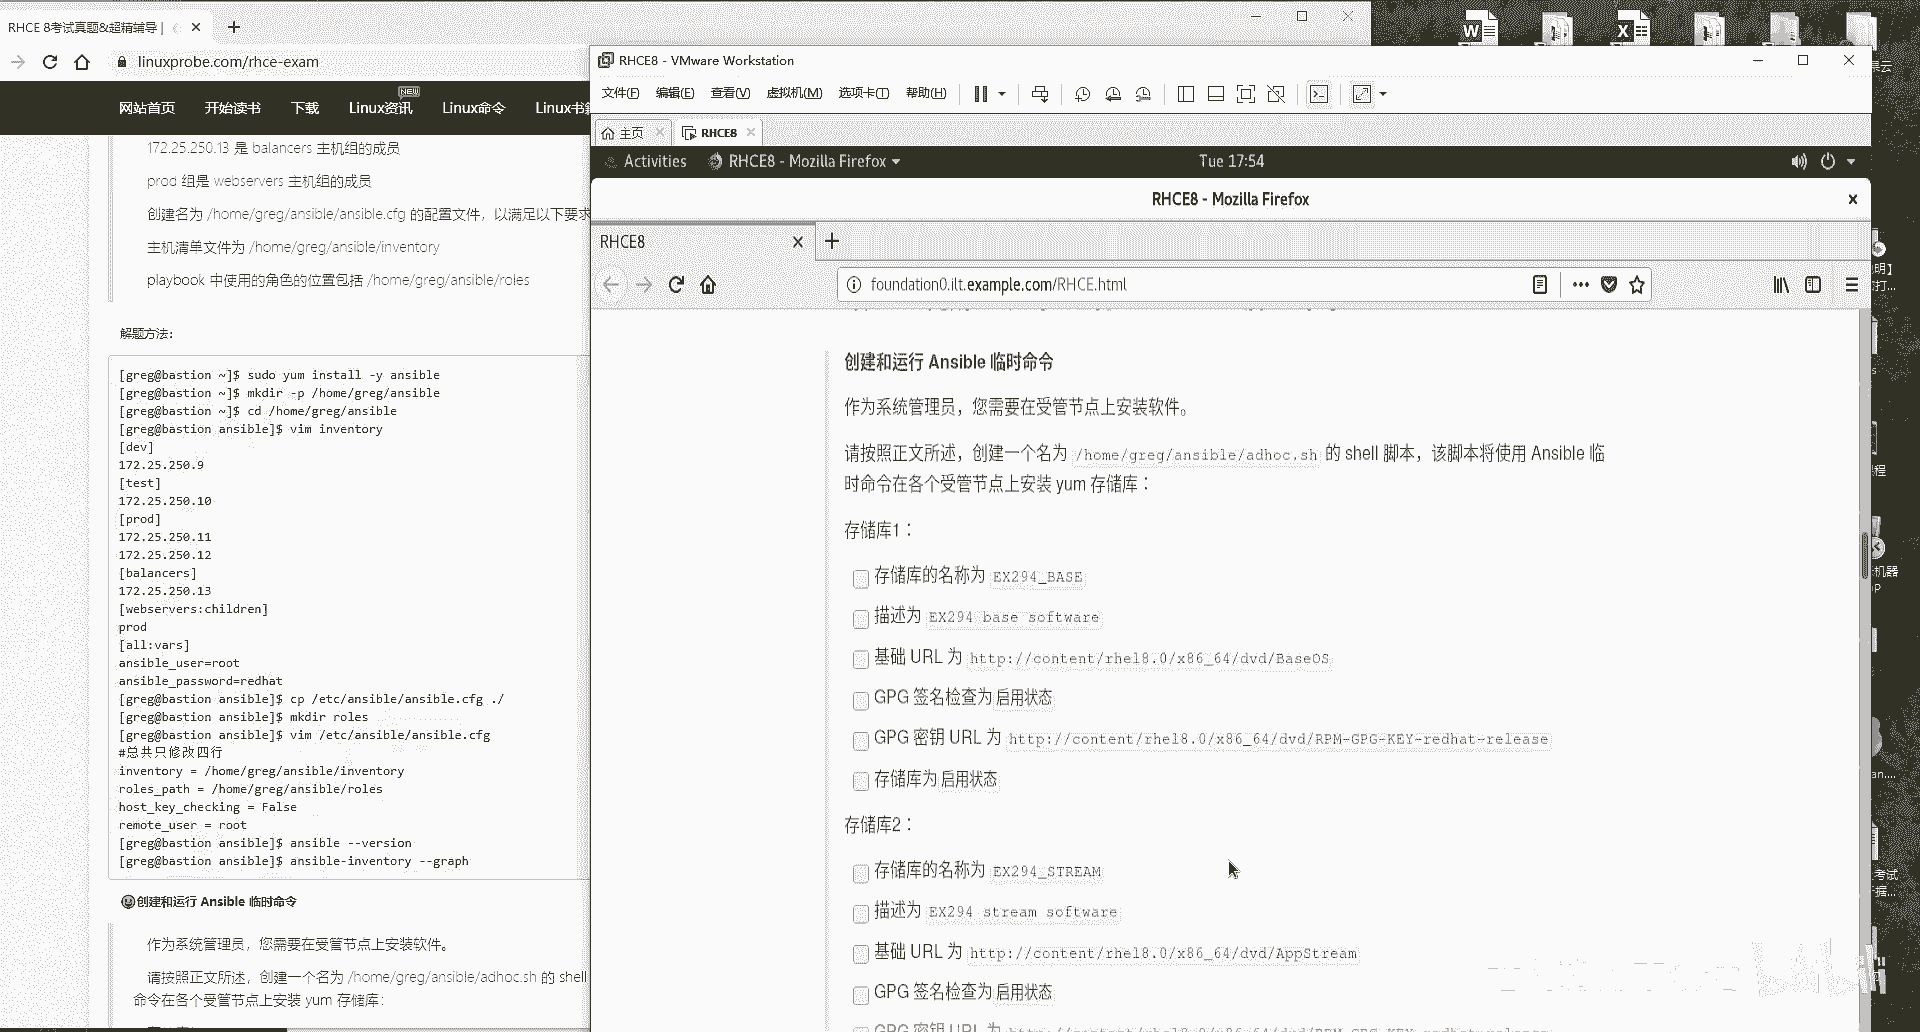 RHCE 8考试真题&超精辅导 |
linuxprobe.com/rhce-exam
网站首页 开始读书 下载 Linux资讯 NEW Linux命令
172.25.250.13 是 balancers 主机组的成员
prod 组是 webservers 主机组的成员
创建名为 /home/greg/ansible/ansible.cfg 的配置文件，以满足以下要求
主机清单文件为 /home/greg/ansible/inventory
playbook 中使用的角色的位置包括 /home/greg/ansible/roles
解题方法:
[greg@bastion ~]$ sudo yum install -y ansible
[greg@bastion ~]$ mkdir -p /home/greg/ansible
[greg@bastion ~]$ cd /home/greg/ansible
[greg@bastion ansible]$ vim inventory
[dev]
172.25.250.9
[test]
172.25.250.10
[prod]
172.25.250.11
172.25.250.12
[balancers]
172.25.250.13
[webservers:children]
prod
[all:vars]
ansible_user=root
ansible_password=redhat
[greg@bastion ansible]$ cp /etc/ansible/ansible.cfg ./
[greg@bastion ansible]$ mkdir roles
[greg@bastion ansible]$ vim /etc/ansible/ansible.cfg
#总共只修改四行
inventory = /home/greg/ansible/inventory
roles_path = /home/greg/ansible/roles
host_key_checking = False
remote_user = root
[greg@bastion ansible]$ ansible --version
[greg@bastion ansible]$ ansible-inventory --graph
创建和运行 Ansible 临时命令
作为系统管理员，您需要在受管节点上安装软件。
请按照正文所述，创建一个名为 /home/greg/ansible/adhoc.sh 的 shell
命令在各个受管节点上安装 yum 存储库:
RHCE8 - VMware Workstation
文件(F) 编辑(E) 查看(V) 虚拟机(M) 选项卡(T) 帮助(H)
主页 RHCE8
Activities RHCE8 - Mozilla Firefox Tue 17:54
RHCE8 - Mozilla Firefox
RHCE8
foundation0.ilt.example.com/RHCE.html
创建和运行 Ansible 临时命令
作为系统管理员，您需要在受管节点上安装软件。
请按照正文所述，创建一个名为 /home/greg/ansible/adhoc.sh 的 shell 脚本，该脚本将使用 Ansible 临
时命令在各个受管节点上安装 yum 存储库：
存储库1：
存储库的名称为 EX294_BASE
描述为 EX294 base software
基础 URL 为 http://content/rhel8.0/x86_64/dvd/BaseOS
GPG 签名检查为 启用状态
GPG 密钥 URL 为 http://content/rhel8.0/x86_64/dvd/RPM-GPG-KEY-redhat-release
存储库为 启用状态
存储库2：
存储库的名称为 EX294_STREAM
描述为 EX294 stream software
基础 URL 为 http://content/rhel8.0/x86_64/dvd/AppStream
GPG 签名检查为 启用状态